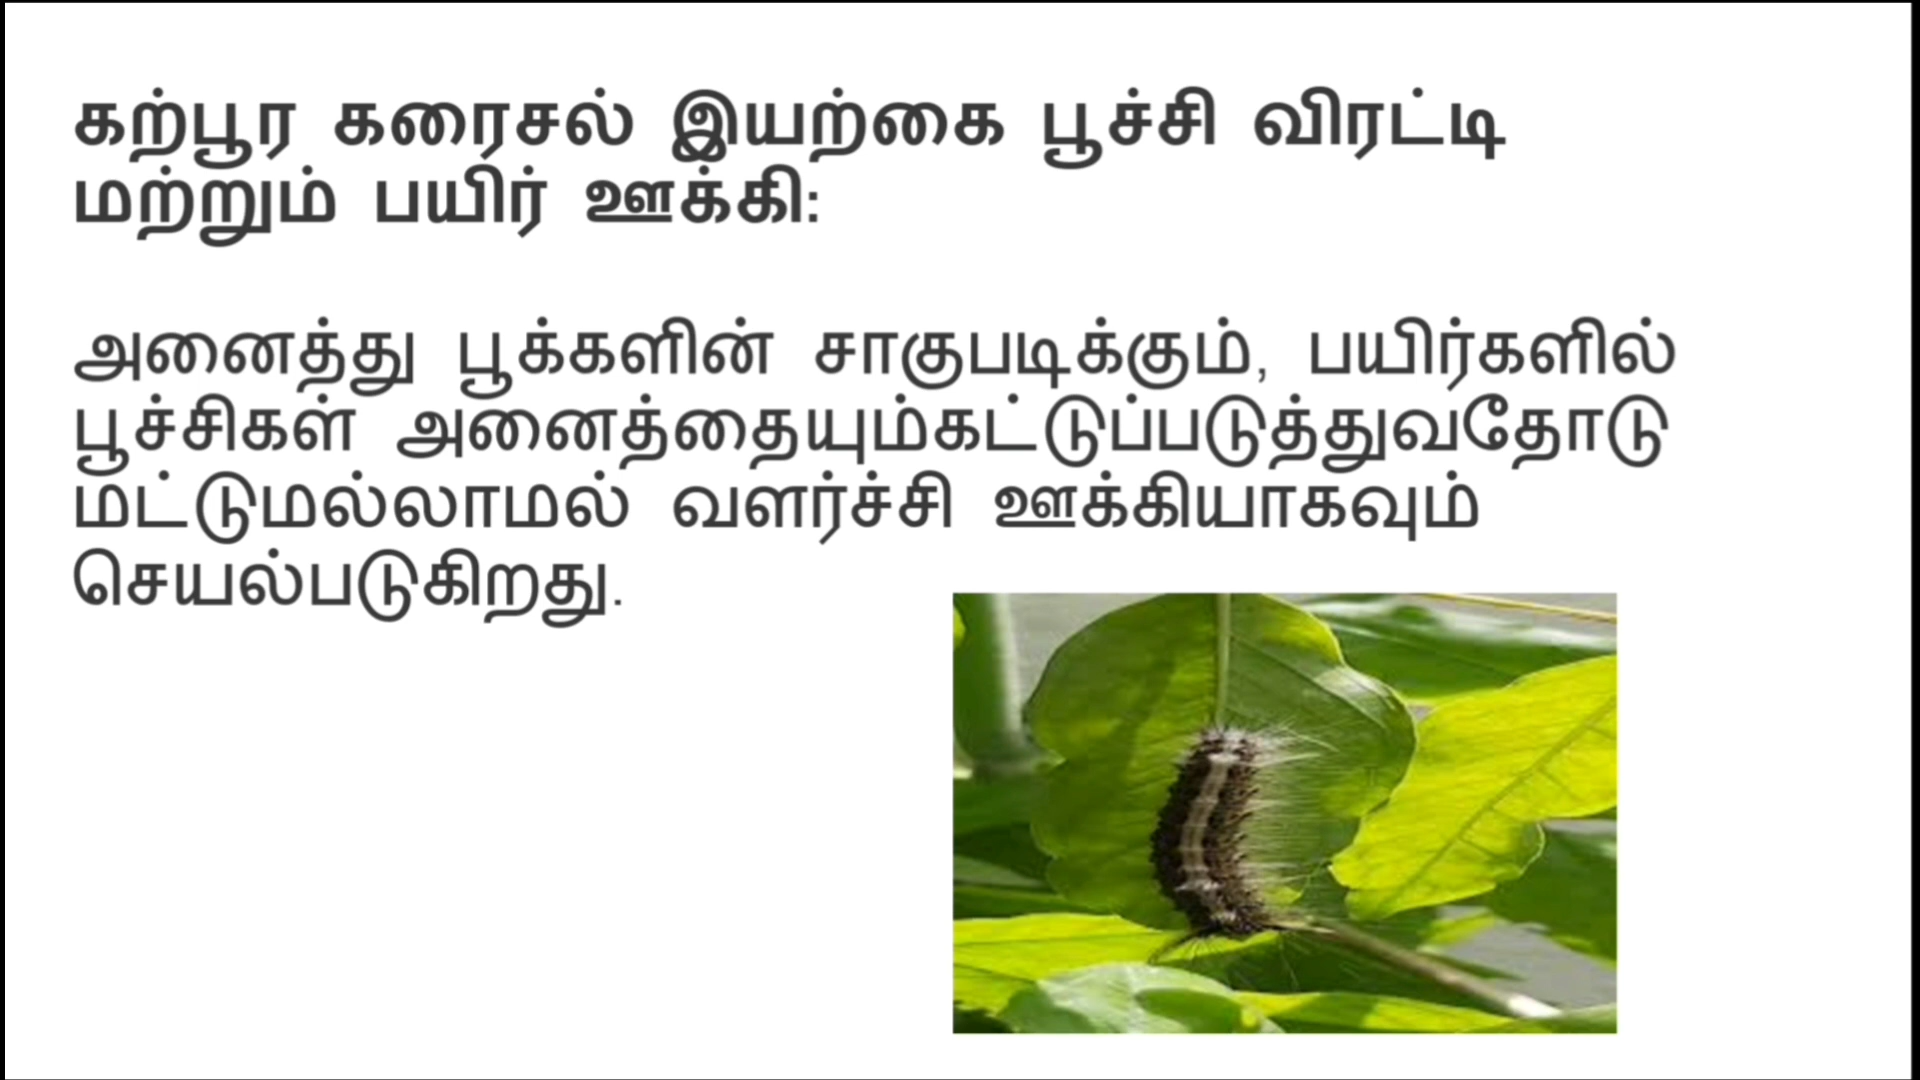 கற்பூர கரைசல் இயற்கை பூச்சி விரட்டி
மற்றும் பயிர் ஊக்கி:
அனைத்து பூக்களின் சாகுபடிக்கும், பயிர்களில்
பூச்சிகள் அனைத்தையும்கட்டுப்படுத்துவதோடு
மட்டுமல்லாமல் வளர்ச்சி ஊக்கியாகவும்
செயல்படுகிறது.